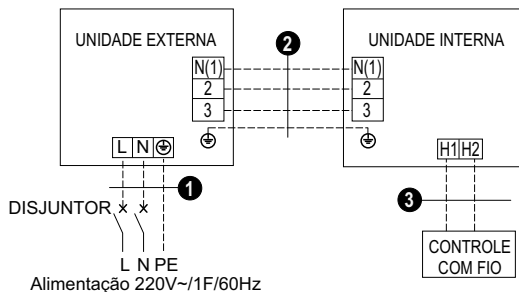 UNIDADE EXTERNA
N(1)
2
3
L N
2
UNIDADE INTERNA
N(1)
2
3
H1 H2
1
DISJUNTOR
L N PE
Alimentação 220V~/1F/60Hz
3
CONTROLE
COM FIO